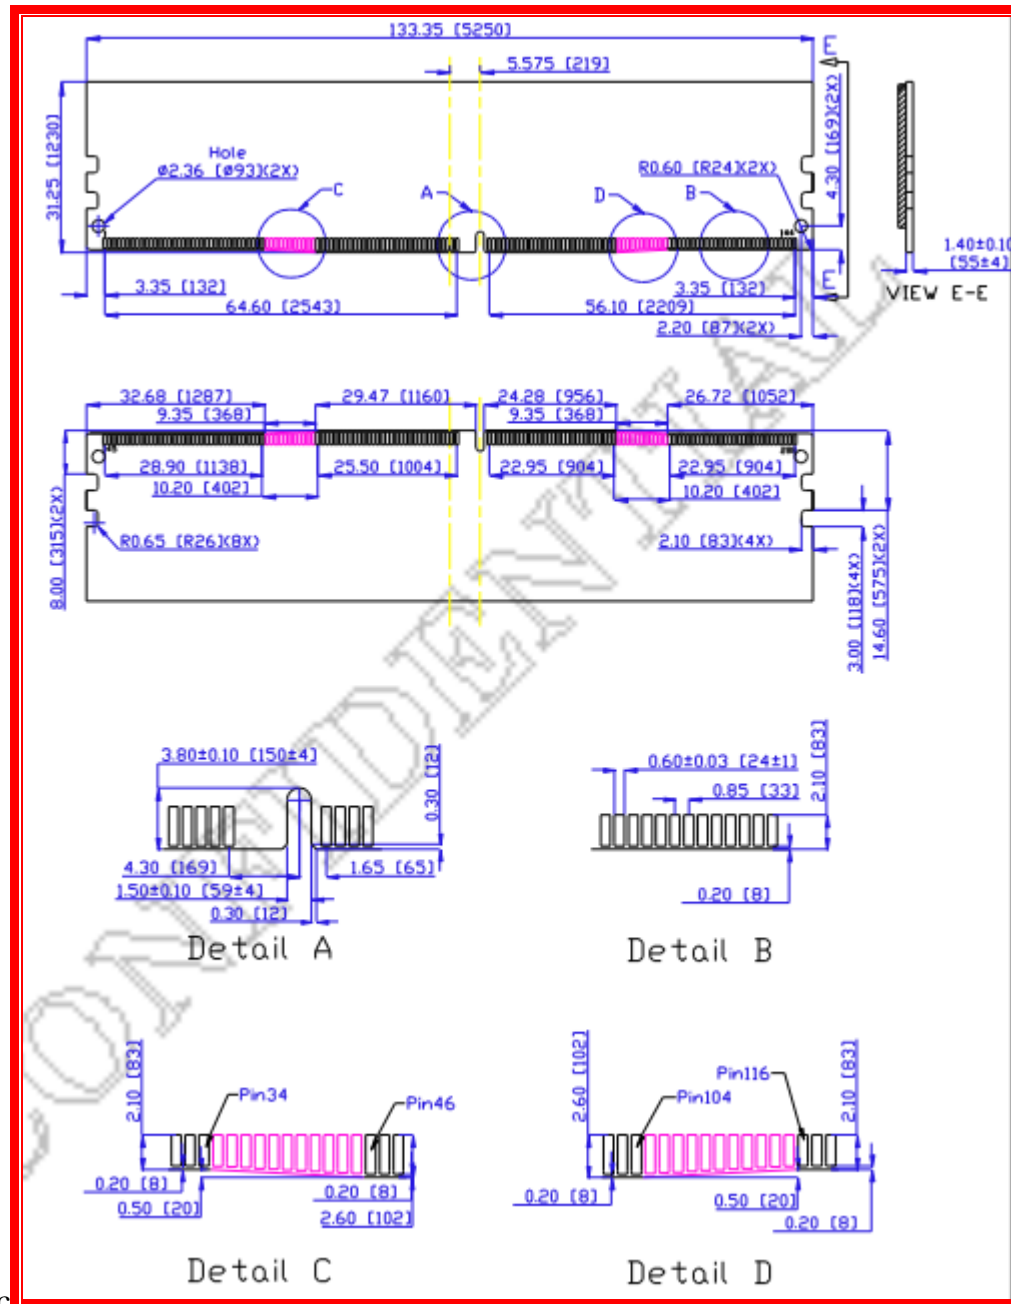 133.35 [5250]
5.575 [219]
E
31.25 [1230]
Hole
ø2.36 [ø93](2X)
C
A
D
B
R0.60 [R24](2X)
4.30 [169](2X)
144
1.40±0.10
[55±4]
VIEW E-E
E
3.35 [132]
3.35 [132]
64.60 [2543]
56.10 [2209]
2.20 [87](2X)
32.68 [1287]
29.47 [1160]
24.28 [956]
26.72 [1052]
9.35 [368]
9.35 [368]
28.90 [1138]
25.50 [1004]
22.95 [904]
22.95 [904]
10.20 [402]
10.20 [402]
8.00 [315](2X)
R0.65 [R26](8X)
2.10 [83](4X)
3.00 [118](4X)
14.60 [575](2X)
3.80±0.10 [150±4]
0.30 [12]
4.30 [169]
1.65 [65]
1.50±0.10 [59±4]
0.30 [12]
Detail A
0.60±0.03 [24±1]
0.85 [33]
2.10 [83]
0.20 [8]
Detail B
2.10 [83]
Pin34
Pin46
0.20 [8]
0.50 [20]
0.20 [8]
2.60 [102]
Detail C
2.60 [102]
Pin116
Pin104
2.10 [83]
0.20 [8]
0.50 [20]
0.20 [8]
Detail D
CONFIDENTIAL
c